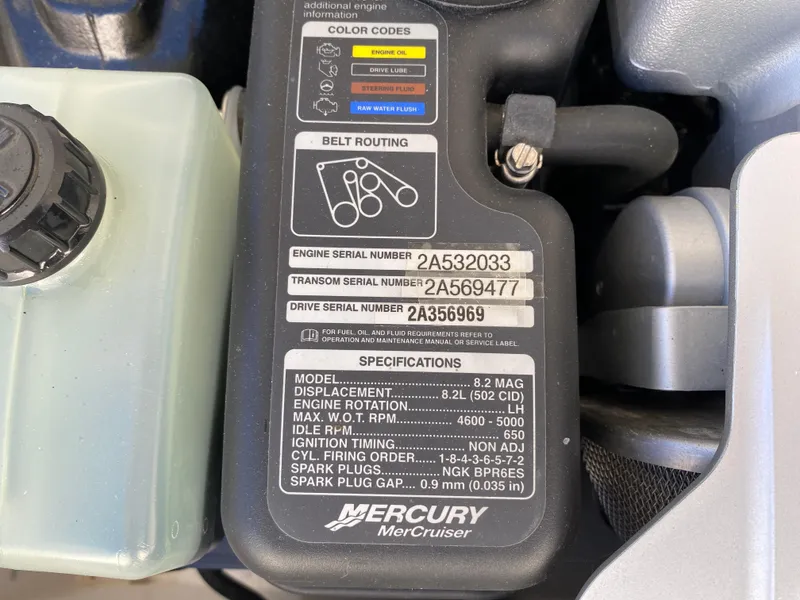 additional engine
information
COLOR CODES
ENGINE OIL
DRIVE LUBE
STEERING FLUID
RAW WATER FLUSH
BELT ROUTING
ENGINE SERIAL NUMBER 2A532033
TRANSOM SERIAL NUMBER 2A569477
DRIVE SERIAL NUMBER 2A356969
FOR FUEL, OIL, AND FLUID REQUIREMENTS REFER TO
OPERATION AND MAINTENANCE MANUAL OR SERVICE LABEL.
SPECIFICATIONS
MODEL.............................. 8.2 MAG
DISPLACEMENT........... 8.2L (502 CID)
ENGINE ROTATION....................... LH
MAX. W.O.T. RPM............ 4600 - 5000
IDLE RPM................................... 650
IGNITION TIMING................ NON ADJ
CYL. FIRING ORDER...... 1-8-4-3-6-5-7-2
SPARK PLUGS.............. NGK BPR6ES
SPARK PLUG GAP.... 0.9 mm (0.035 in)
MERCURY
MerCruiser